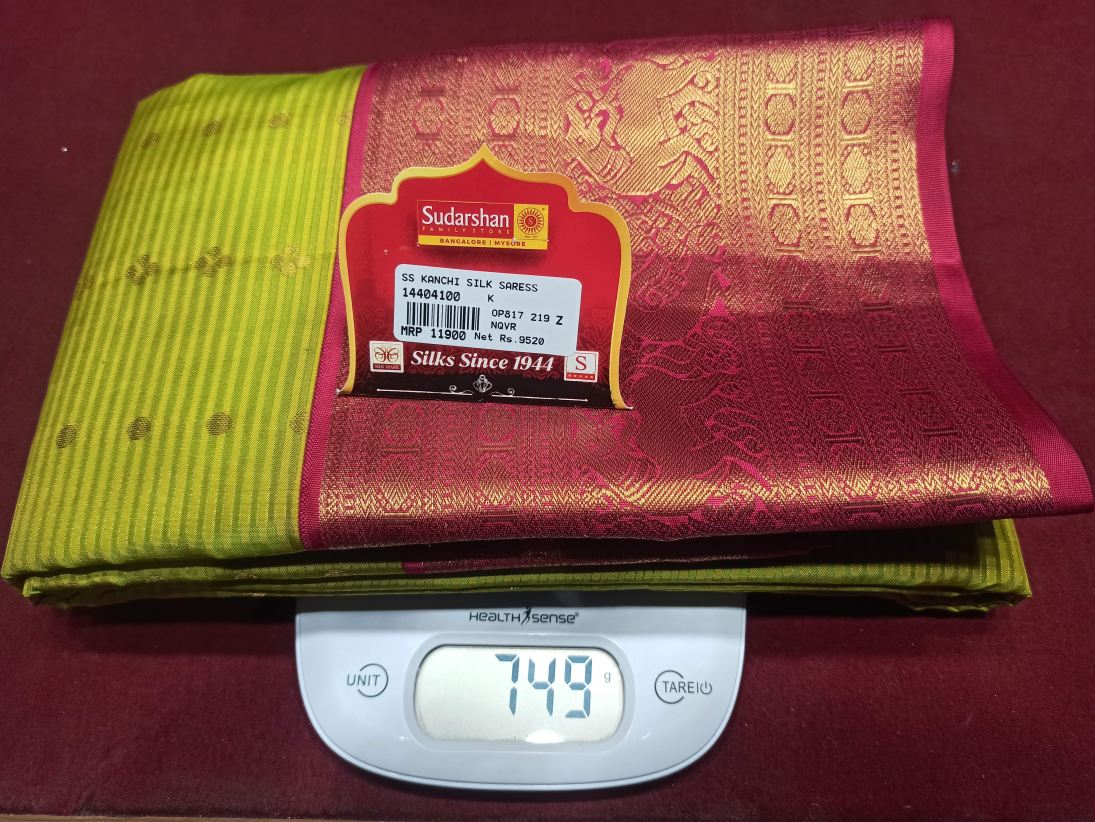 Sudarshan
FAMILY STORE
BANGALORE | MYSORE
SS KANCHI SILK SARESS
14404100 K
OP817 219 Z
NQVR
MRP 11900 Net Rs.9520
SILK MARK
Silks Since 1944
S
HEALTH SENSE®
UNIT
749 g
TARE